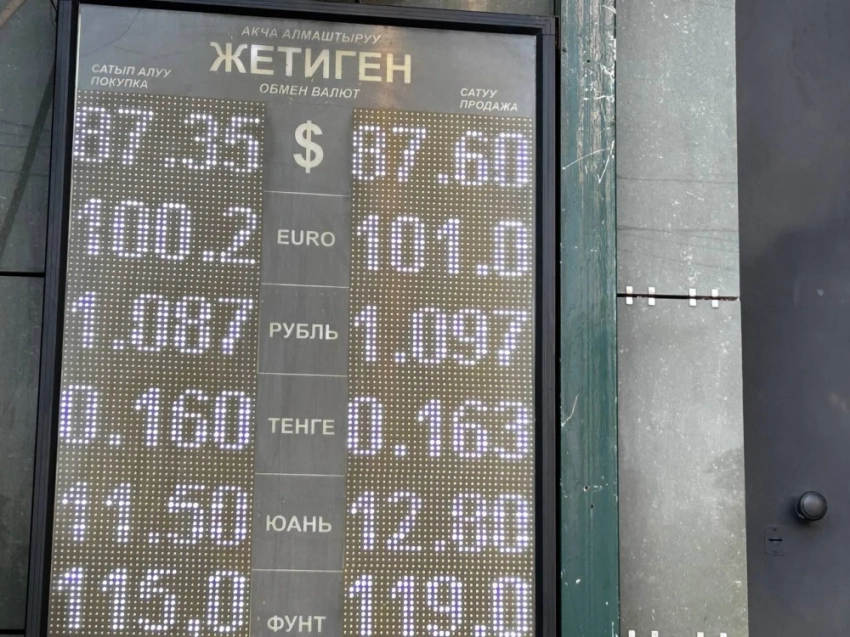 АКЧА АЛМАШТЫРУУ
ЖЕТИГЕН
ОБМЕН ВАЛЮТ
САТЫП АЛУУ
ПОКУПКА
САТУУ
ПРОДАЖА
87.35 $ 87.60
100.2 EURO 101.0
1.087 РУБЛЬ 1.097
0.160 ТЕНГЕ 0.163
11.50 ЮАНЬ 12.80
115,0 ФУНТ 119.0